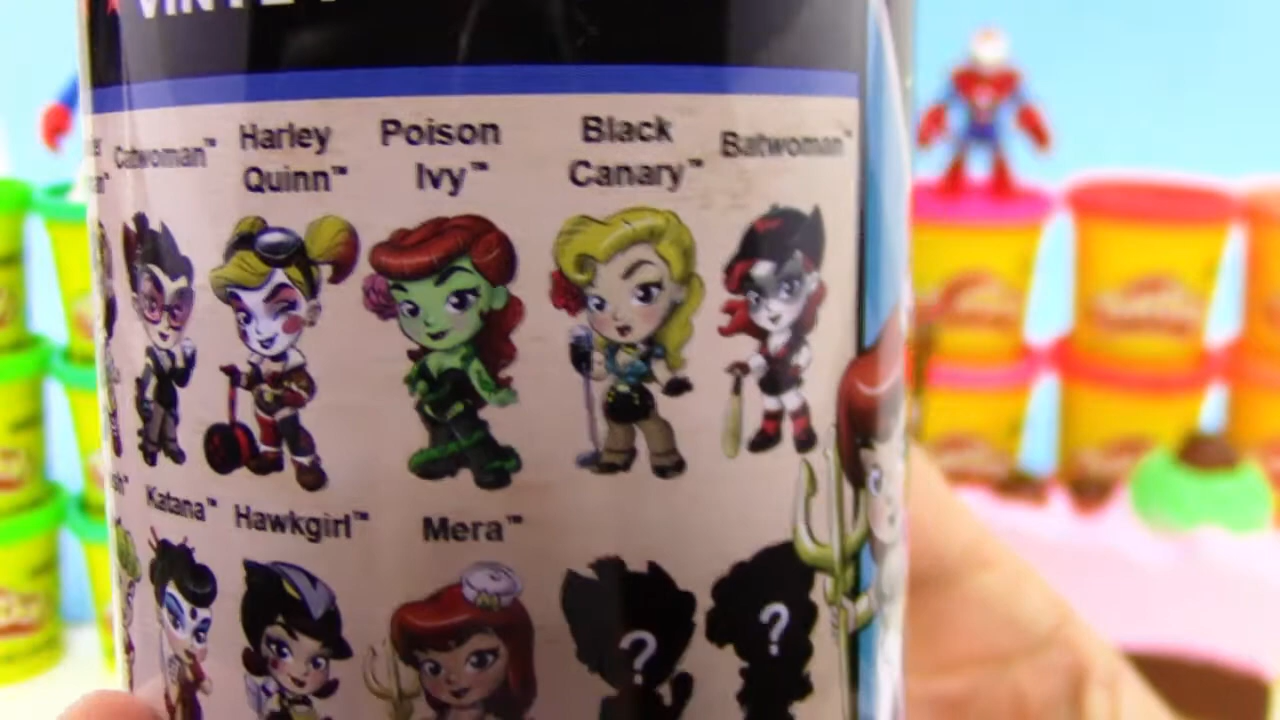 Catwoman™ Harley Quinn™ Poison Ivy™ Black Canary™ Batwoman™
Katana™ Hawkgirl™ Mera™
? ?